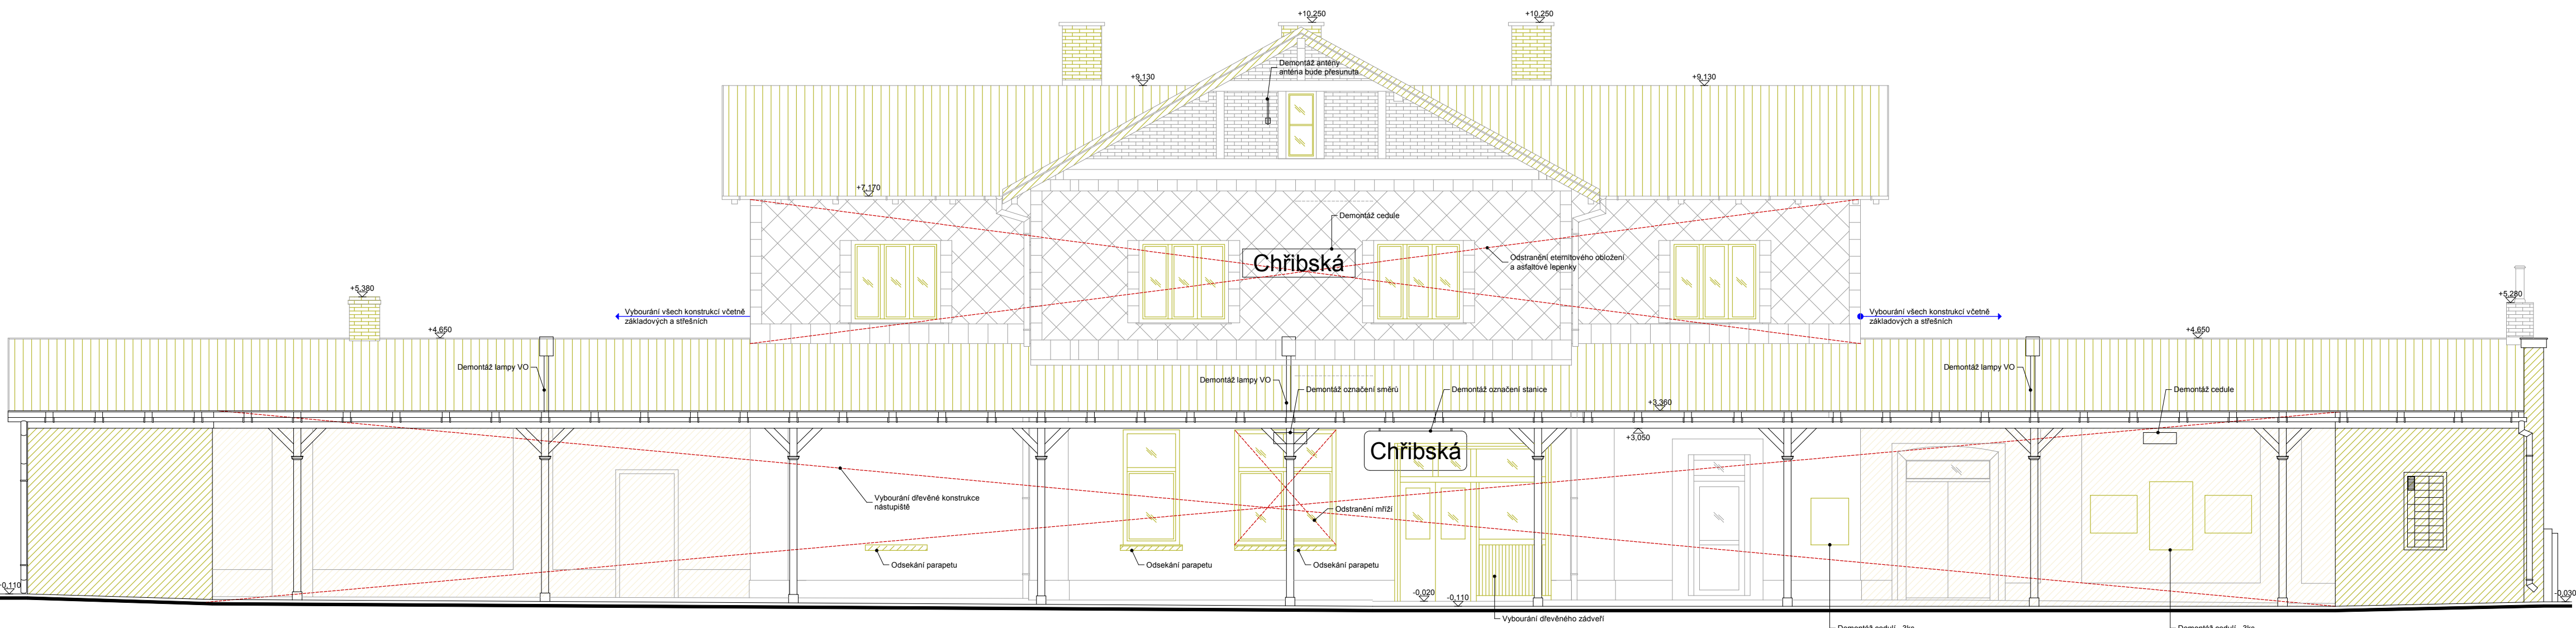 +10,250
+10,250
Demontáž antény
anténa bude přesunuta
+9,130
+9,130
+7,170
Demontáž cedule
Chřibská
Odstranění eternitového obložení
a asfaltové lepenky
+5,380
+5,280
Vybourání všech konstrukcí včetně
základových a střešních
Vybourání všech konstrukcí včetně
základových a střešních
+4,650
+4,650
Demontáž lampy VO
Demontáž lampy VO
Demontáž označení směrů
Demontáž označení stanice
Demontáž lampy VO
Demontáž cedule
+3,360
+3,050
Chřibská
Vybourání dřevěné konstrukce
nástupiště
Odstranění mříží
Odsekání parapetu
Odsekání parapetu
Odsekání parapetu
+0,110
-0,020
-0,110
-0,030
Vybourání dřevěného zádveří